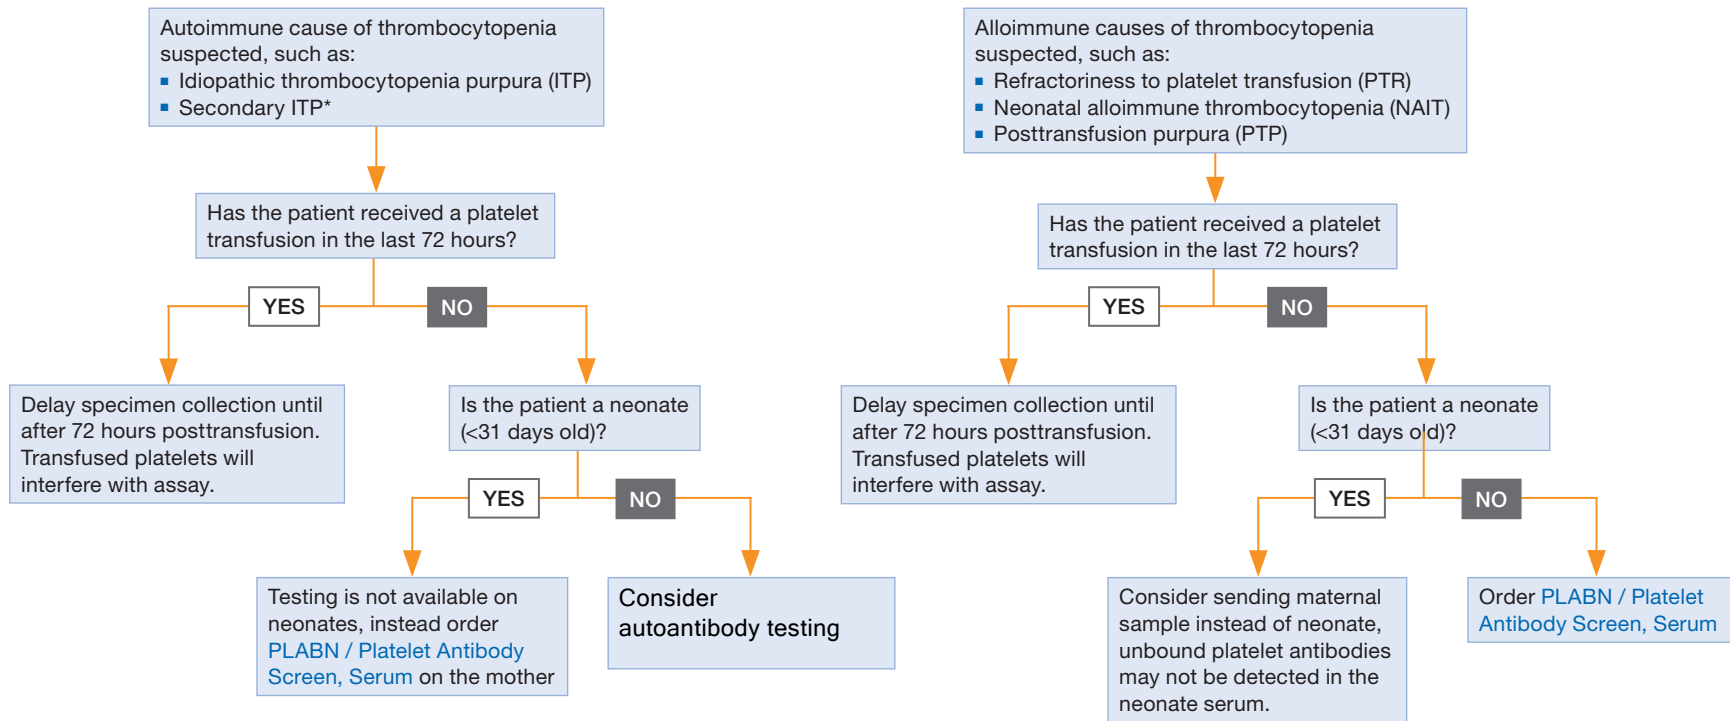 Autoimmune cause of thrombocytopenia
suspected, such as:
▪ Idiopathic thrombocytopenia purpura (ITP)
▪ Secondary ITP*
Has the patient received a platelet
transfusion in the last 72 hours?
YES
NO
Delay specimen collection until
after 72 hours posttransfusion.
Transfused platelets will
interfere with assay.
Is the patient a neonate
(<31 days old)?
YES
NO
Testing is not available on
neonates, instead order
PLABN / Platelet Antibody
Screen, Serum on the mother
Consider
autoantibody testing
Alloimmune causes of thrombocytopenia
suspected, such as:
▪ Refractoriness to platelet transfusion (PTR)
▪ Neonatal alloimmune thrombocytopenia (NAIT)
▪ Posttransfusion purpura (PTP)
Has the patient received a platelet
transfusion in the last 72 hours?
YES
NO
Delay specimen collection until
after 72 hours posttransfusion.
Transfused platelets will
interfere with assay.
Is the patient a neonate
(<31 days old)?
YES
NO
Consider sending maternal
sample instead of neonate,
unbound platelet antibodies
may not be detected in the
neonate serum.
Order PLABN / Platelet
Antibody Screen, Serum